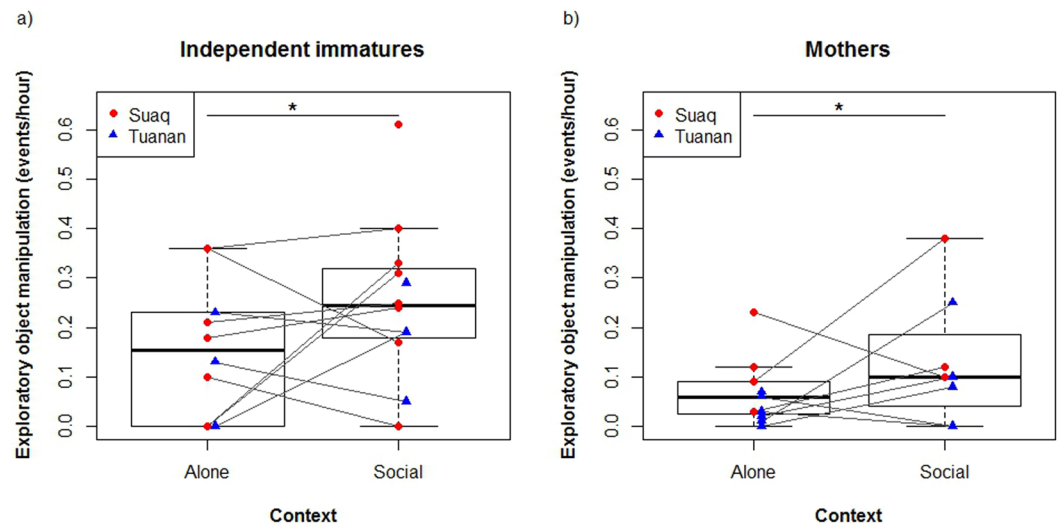 a)
Independent immatures
Exploratory object manipulation (events/hour)
0.0
0.1
0.2
0.3
0.4
0.5
0.6
Suaq
Tuanan
*
Alone
Social
Context
b)
Mothers
Exploratory object manipulation (events/hour)
0.0
0.1
0.2
0.3
0.4
0.5
0.6
Suaq
Tuanan
*
Alone
Social
Context